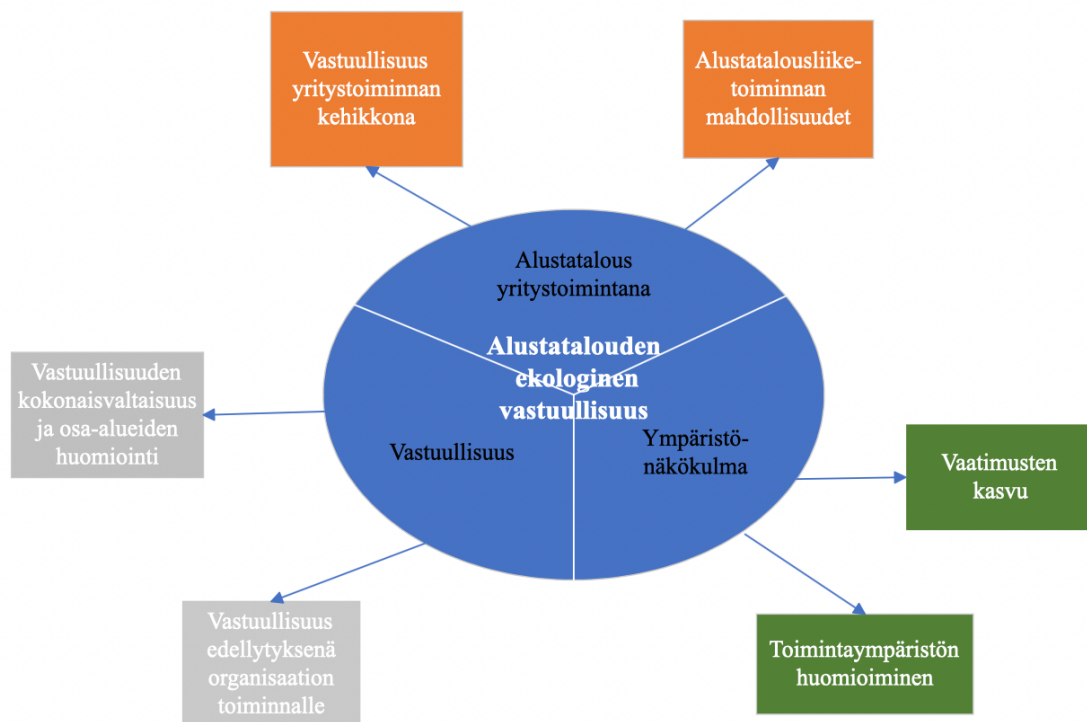 Vastuullisuus
yritystoiminnan
kehikkona
Alustatalousliike-
toiminnan
mahdollisuudet
Alustatalous
yritystoimintana
Alustatalouden
ekologinen
vastuullisuus
Vastuullisuuden
kokonaisvaltaisuus
ja osa-alueiden
huomiointi
Vastuullisuus
Ympäristö-
näkökulma
Vaatimusten
kasvu
Vastuullisuus
edellytyksenä
organisaation
toiminnalle
Toimintaympäristön
huomioiminen